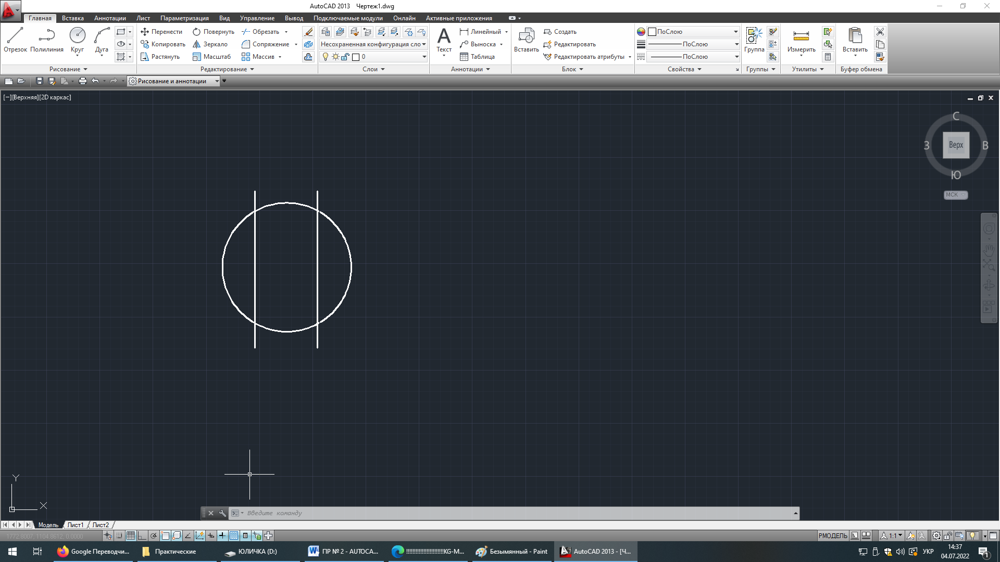 AutoCAD 2013 Чертеж1.dwg
Главная Вставка Аннотации Лист Параметризация Вид Управление Вывод Подключаемые модули Онлайн Активные приложения
Отрезок Полилиния Круг Дуга
Перенести Повернуть Обрезать
Копировать Зеркало Сопряжение
Растянуть Масштаб Массив
Несохраненная конфигурация сло
0
Текст
Линейный
Выноска
Таблица
Вставить
Создать
Редактировать
Редактировать атрибуты
ПоСлою
ПоСлою
ПоСлою
Группа
Измерить
Вставить
Рисование Редактирование Слои Аннотации Блок Свойства Группы Утилиты Буфер обмена
Рисование и аннотации
[−][Верхняя][2D каркас]
С
З Верх В
Ю
МСК
Y
X
Введите команду
Модель Лист1 Лист2
1772.8007, 1104.6612, 0.0000
РМОДЕЛЬ 1:1
Google Переводчи... Практические ЮЛИЧКА (D:) ПР № 2 - AUTOCA... !!!!!!!!!!!!!!!!!!!!!!!!!KG-M... Безымянный - Paint AutoCAD 2013 - [Ч... УКР 14:37
04.07.2022
1